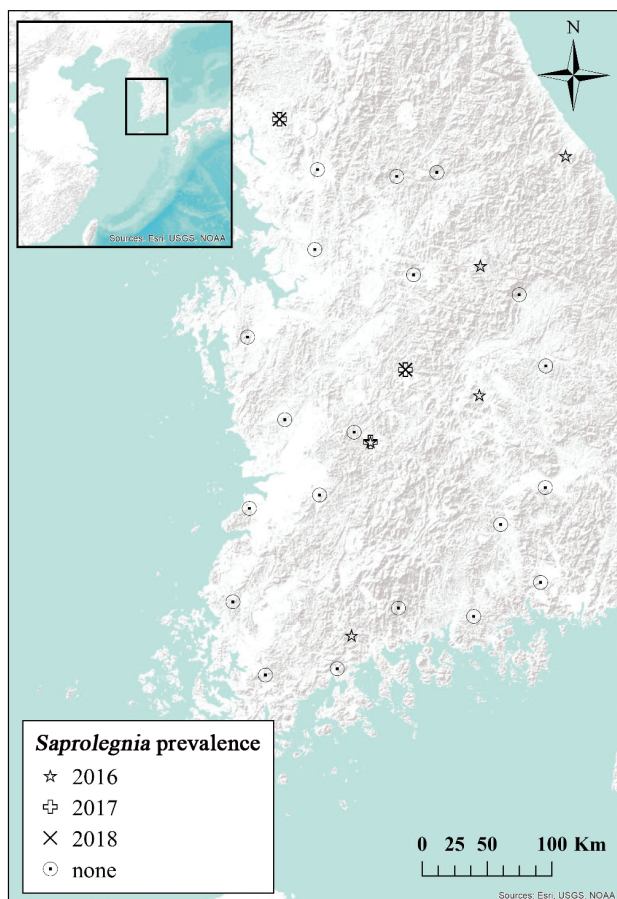 N
Sources: Esri, USGS, NOAA
Saprolegnia prevalence
2016
2017
2018
none
0 25 50 100 Km
Sources: Esri, USGS, NOAA